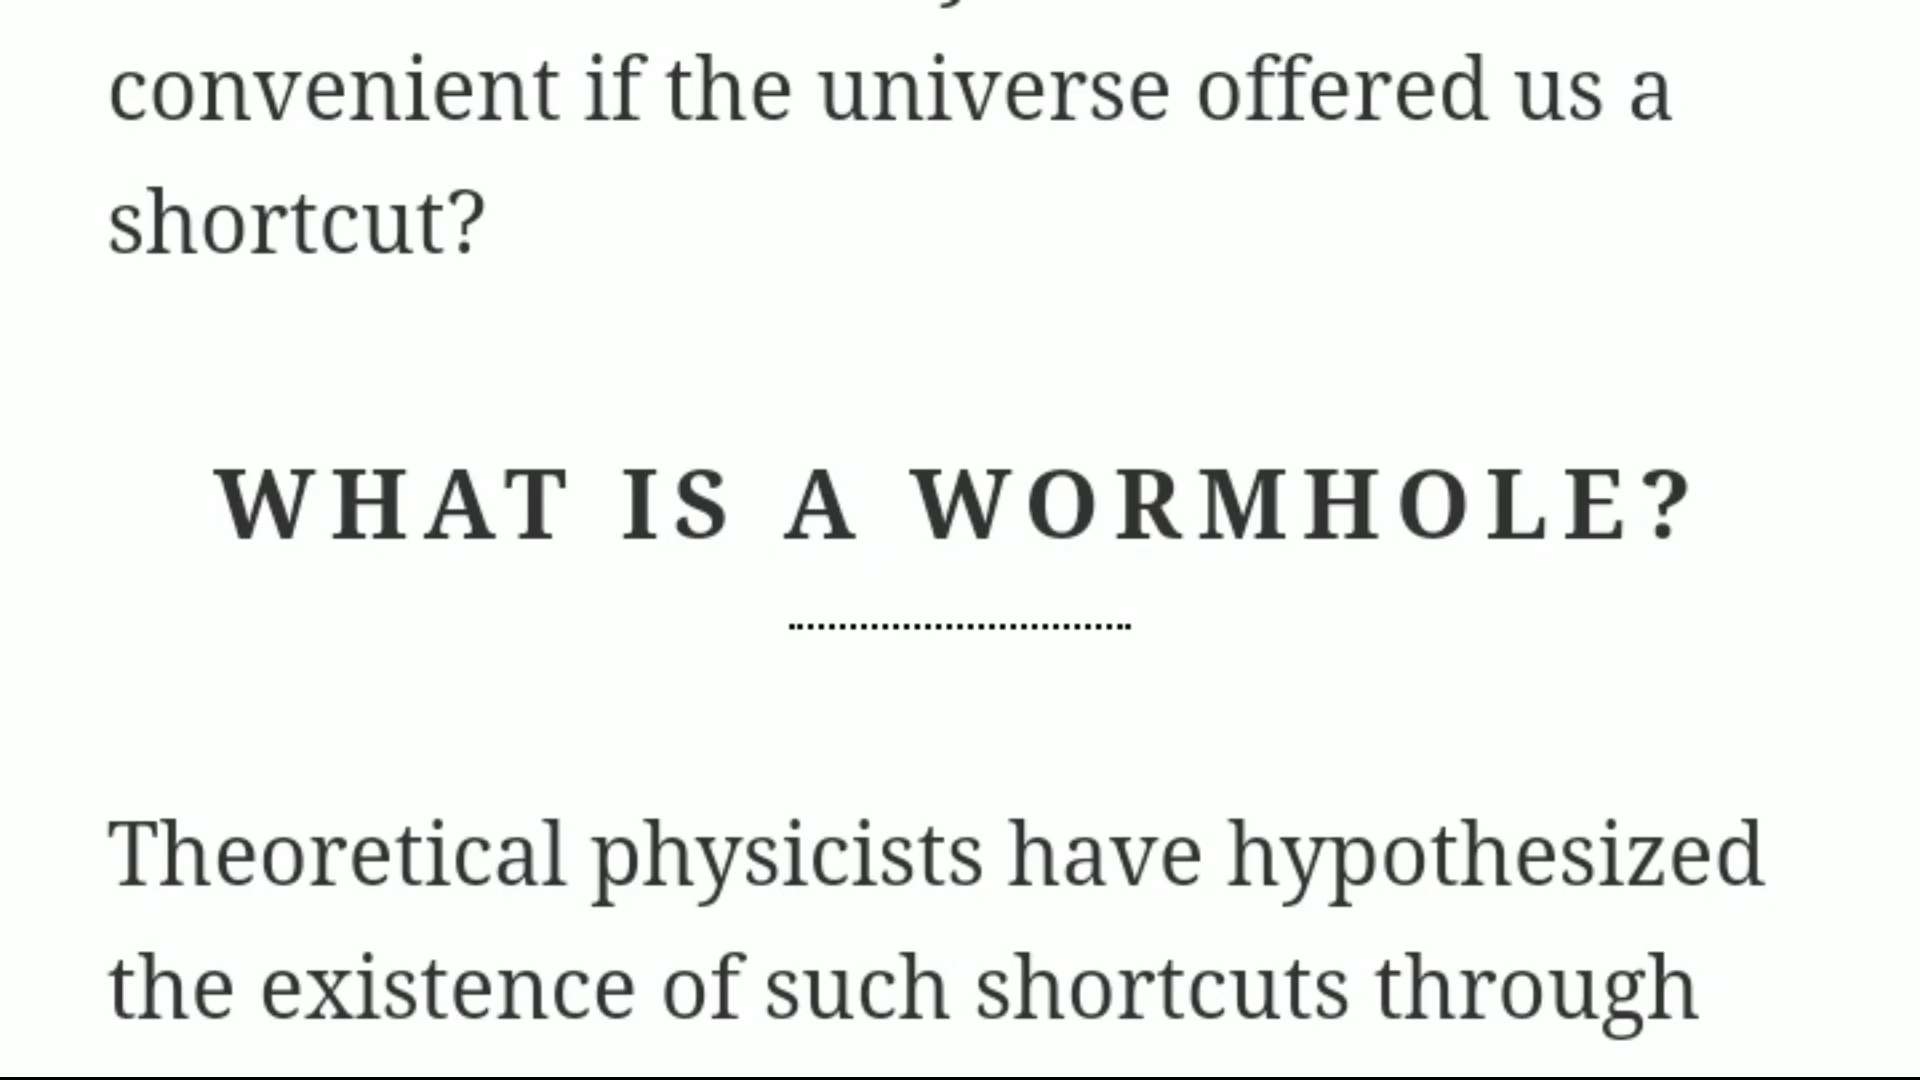 convenient if the universe offered us a
shortcut?
WHAT IS A WORMHOLE?
Theoretical physicists have hypothesized
the existence of such shortcuts through